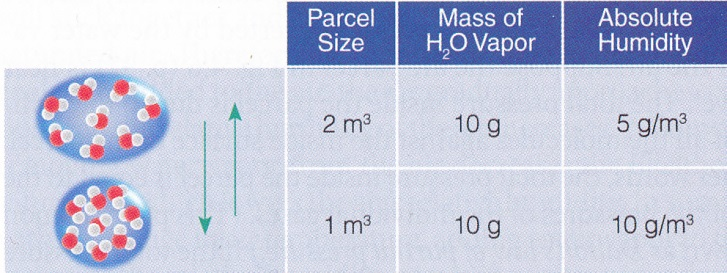 Parcel Size
Mass of H₂O Vapor
Absolute Humidity
2 m³
10 g
5 g/m³
1 m³
10 g
10 g/m³